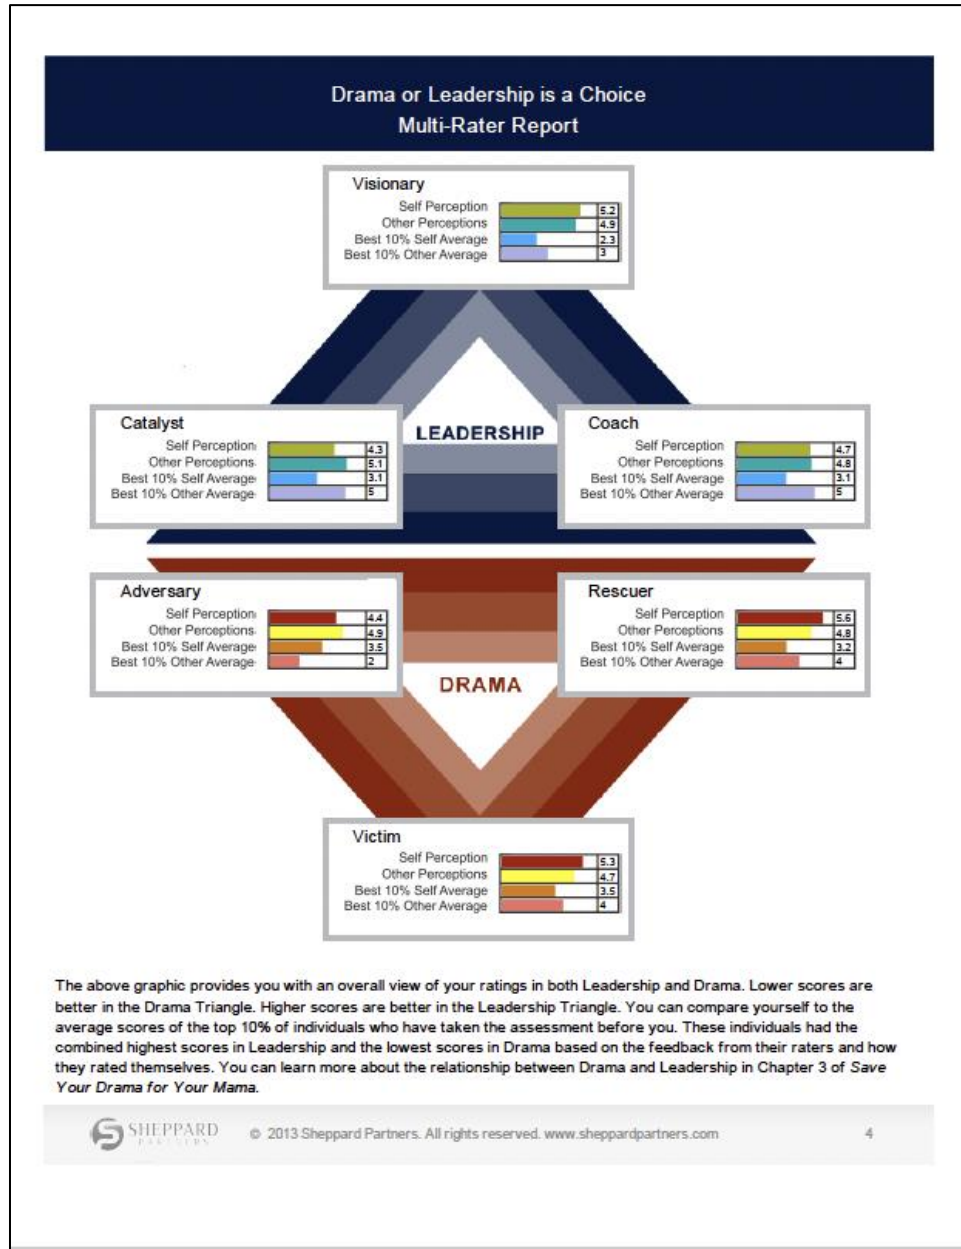 Drama or Leadership is a Choice
Multi-Rater Report
Visionary
Self Perception 5.2
Other Perceptions 4.9
Best 10% Self Average 2.3
Best 10% Other Average 3
Catalyst
Self Perception 4.3
Other Perceptions 5.1
Best 10% Self Average 3.1
Best 10% Other Average 5
LEADERSHIP
Coach
Self Perception 4.7
Other Perceptions 4.8
Best 10% Self Average 3.1
Best 10% Other Average 5
Adversary
Self Perception 4.4
Other Perceptions 4.9
Best 10% Self Average 3.5
Best 10% Other Average 2
Rescuer
Self Perception 5.6
Other Perceptions 4.8
Best 10% Self Average 3.2
Best 10% Other Average 4
DRAMA
Victim
Self Perception 5.3
Other Perceptions 4.7
Best 10% Self Average 3.5
Best 10% Other Average 4
The above graphic provides you with an overall view of your ratings in both Leadership and Drama. Lower scores are
better in the Drama Triangle. Higher scores are better in the Leadership Triangle. You can compare yourself to the
average scores of the top 10% of individuals who have taken the assessment before you. These individuals had the
combined highest scores in Leadership and the lowest scores in Drama based on the feedback from their raters and how
they rated themselves. You can learn more about the relationship between Drama and Leadership in Chapter 3 of Save
Your Drama for Your Mama.
SHEPPARD
PARTNERS
© 2013 Sheppard Partners. All rights reserved. www.sheppardpartners.com
4